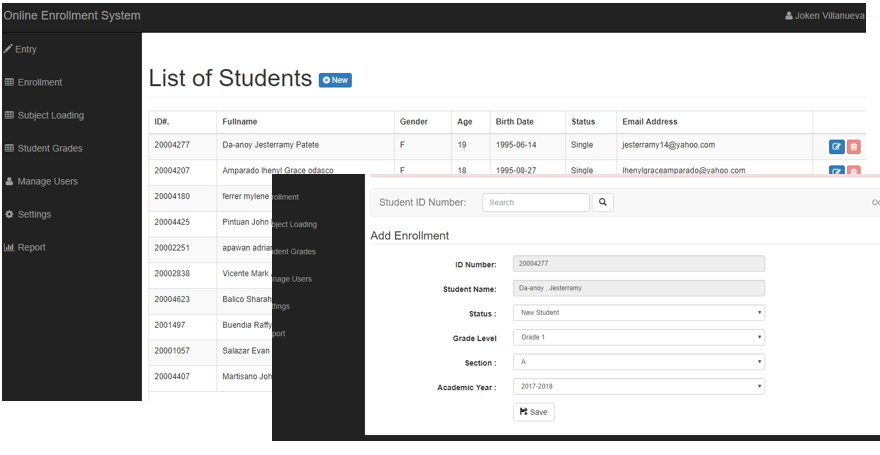 Online Enrollment System
Joken Villanueva
Entry
Enrollment
Subject Loading
Student Grades
Manage Users
Settings
Report
List of Students New
ID#. Fullname Gender Age Birth Date Status Email Address
20004277 Da-anoy Jesterramy Patete F 19 1995-06-14 Single jesterramy14@yahoo.com
20004207 Amparado Ihenyl Grace odasco F 18 1995-08-27 Single Ihenylgraceamparado@yahoo.com
20004180 ferrer mylene
20004425 Pintuan John
20002251 apawan adrian
20002838 Vicente Mark
20004623 Balico Sharah
2001497 Buendia Raffy
20001057 Salazar Evan
20004407 Martisano Joh
rollment
bject Loading
dent Grades
nage Users
ttings
port
Student ID Number: Search
Oc
Add Enrollment
ID Number: 20004277
Student Name: Da-anoy , Jesterramy
Status : New Student
Grade Level Grade 1
Section : A
Academic Year : 2017-2018
Save